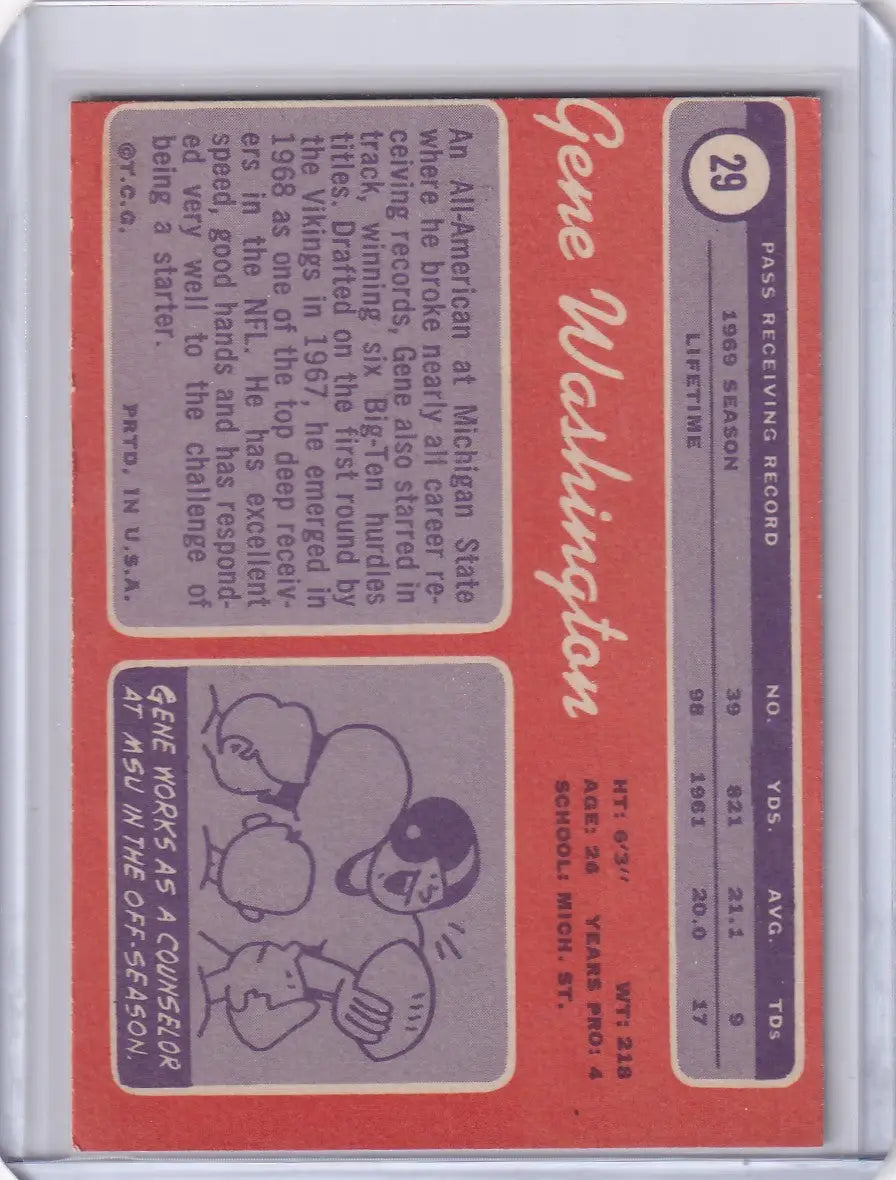 29
PASS RECEIVING RECORD NO. YDS. AVG. TDs
1969 SEASON 39 821 21.1 9
LIFETIME 98 1961 20.0 17
Gene Washington
HT: 6'3" WT: 218
AGE: 26 YEARS PRO: 4
SCHOOL: MICH. ST.
An All-American at Michigan State
where he broke nearly all career re-
ceiving records, Gene also starred in
track, winning six Big-Ten hurdles
titles. Drafted on the first round by
the Vikings in 1967, he emerged in
1968 as one of the top deep receiv-
ers in the NFL. He has excellent
speed, good hands and has respond-
ed very well to the challenge of
being a starter.
©T.C.G. PRTD. IN U.S.A.
GENE WORKS AS A COUNSELOR
AT MSU IN THE OFF-SEASON.